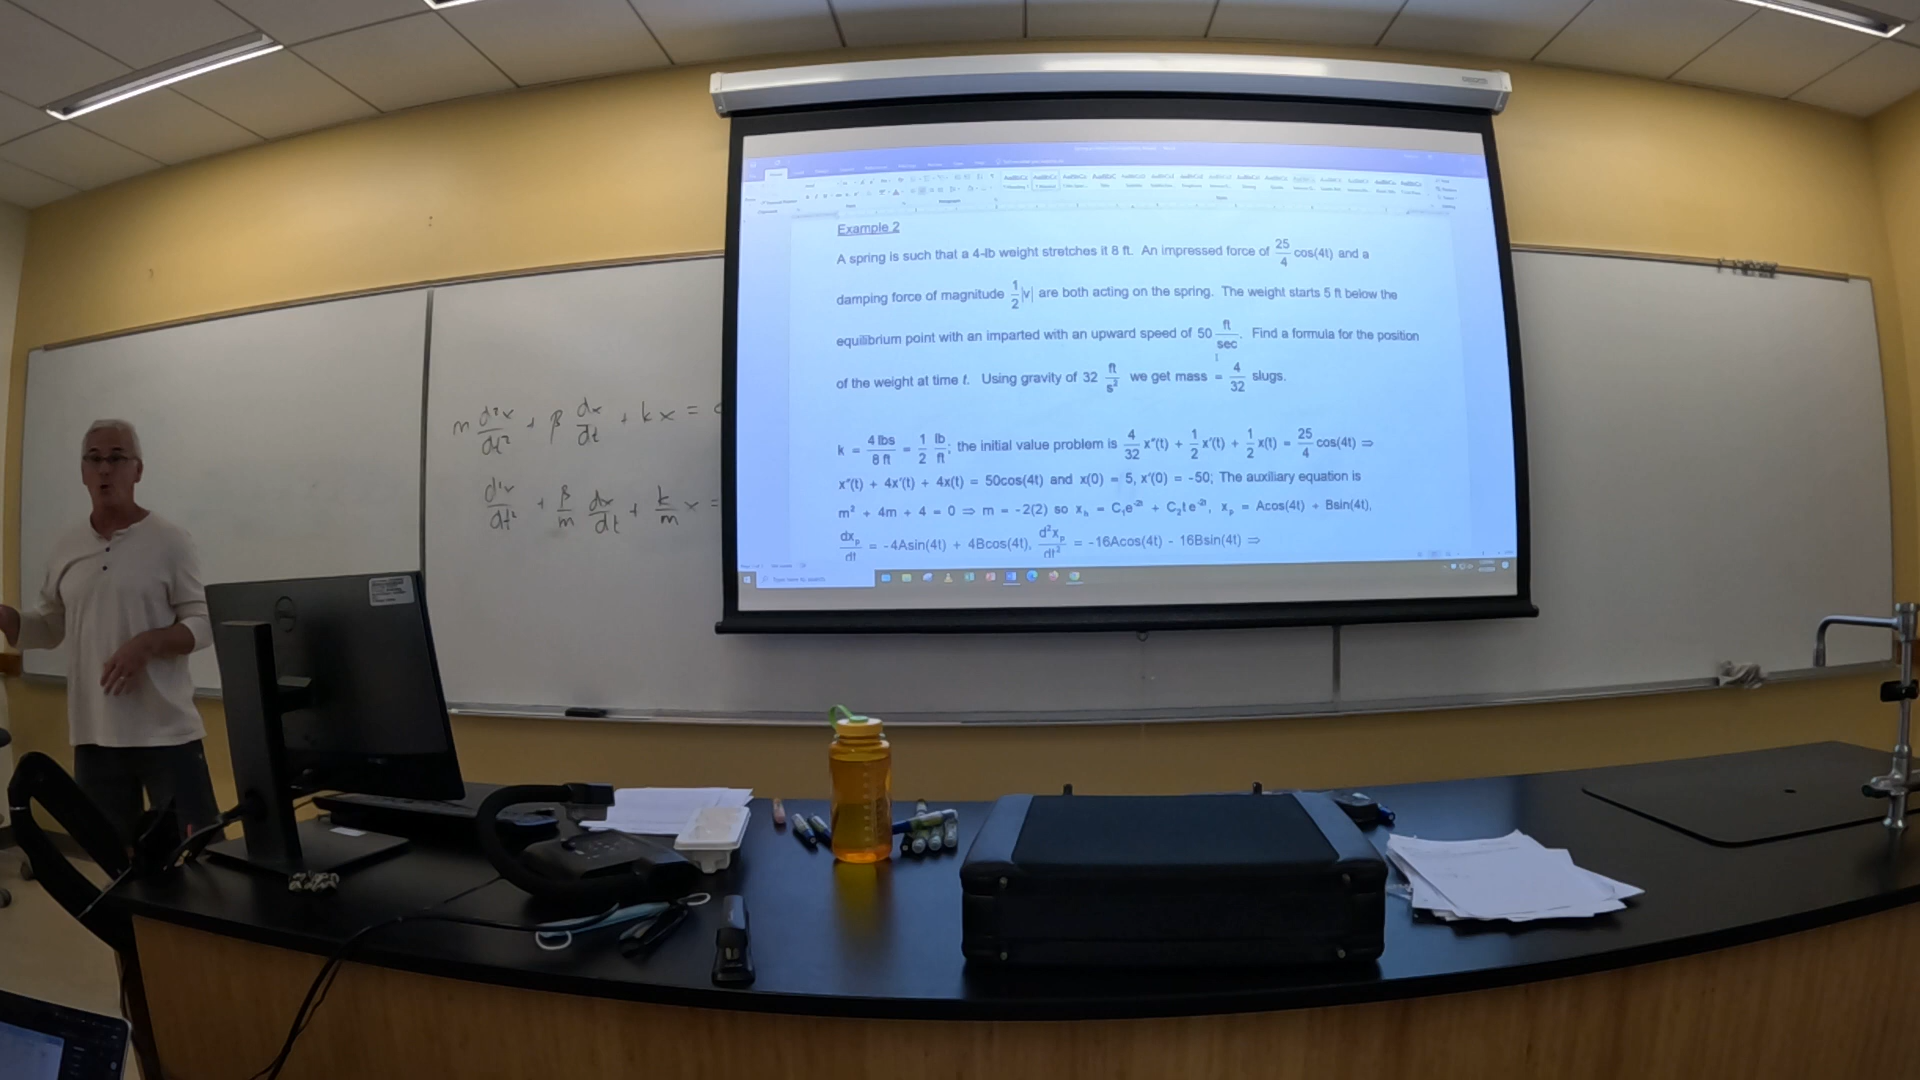 Example 2
A spring is such that a 4-lb weight stretches it 8 ft. An impressed force of 25/4 cos(4t) and a
damping force of magnitude 1/2 |v| are both acting on the spring. The weight starts 5 ft below the
equilibrium point with an imparted with an upward speed of 50 ft/sec. Find a formula for the position
of the weight at time t. Using gravity of 32 ft/s² we get mass = 4/32 slugs.
k = 4 lbs/8 ft = 1/2 lb/ft; the initial value problem is 4/32 x″(t) + 1/2 x′(t) + 1/2 x(t) = 25/4 cos(4t) ⇒
x″(t) + 4x′(t) + 4x(t) = 50cos(4t) and x(0) = 5, x′(0) = -50; The auxiliary equation is
m² + 4m + 4 = 0 ⇒ m = -2(2) so xₕ = C₁e⁻²ᵗ + C₂te⁻²ᵗ, xₚ = Acos(4t) + Bsin(4t),
dxₚ/dt = -4Asin(4t) + 4Bcos(4t), d²xₚ/dt² = -16Acos(4t) - 16Bsin(4t) ⇒
Type here to search
m d²x/dt² + β dx/dt + kx =
d²x/dt² + β/m dx/dt + k/m x =